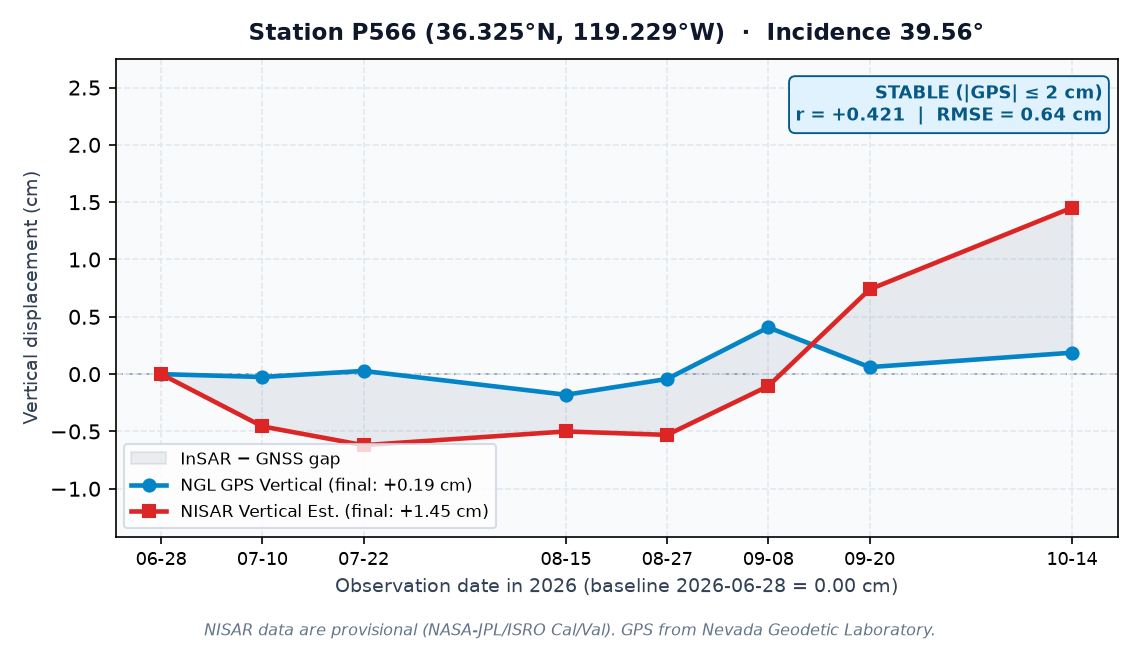 Station P566 (36.325°N, 119.229°W)  ·  Incidence 39.56°
STABLE (|GPS| ≤ 2 cm)
r = +0.421  |  RMSE = 0.64 cm
Vertical displacement (cm)
2.5
2.0
1.5
1.0
0.5
0.0
−0.5
−1.0
InSAR − GNSS gap
NGL GPS Vertical (final: +0.19 cm)
NISAR Vertical Est. (final: +1.45 cm)
06-28 07-10 07-22 08-15 08-27 09-08 09-20 10-14
Observation date in 2026 (baseline 2026-06-28 = 0.00 cm)
NISAR data are provisional (NASA-JPL/ISRO Cal/Val). GPS from Nevada Geodetic Laboratory.